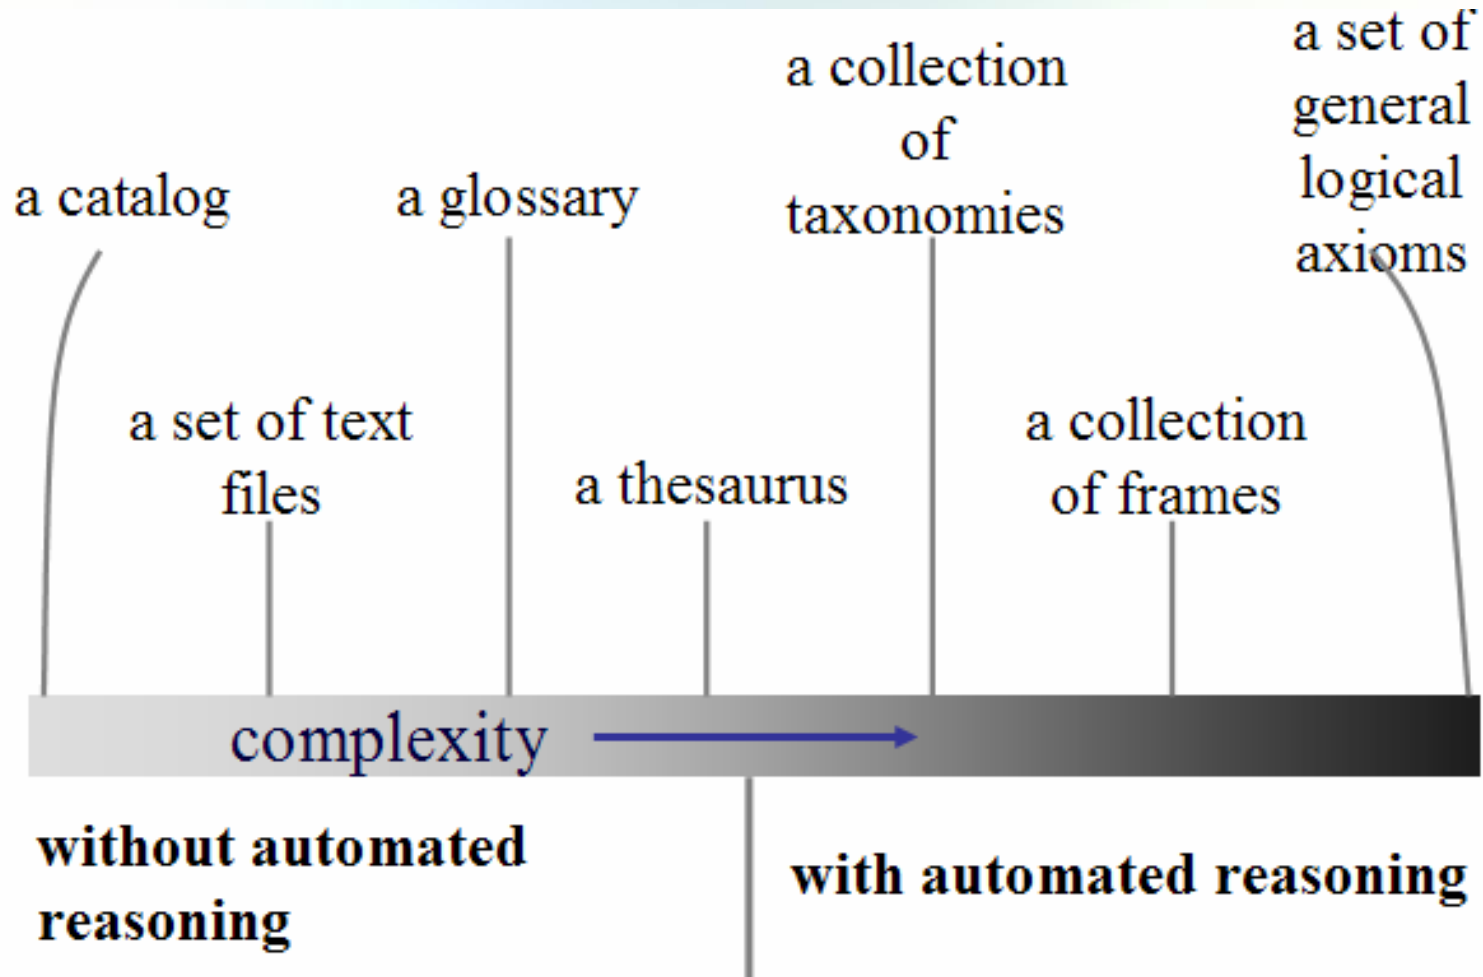 a catalog
a set of text
files
a glossary
a thesaurus
a collection
of
taxonomies
a collection
of frames
a set of
general
logical
axioms
complexity
without automated
reasoning
with automated reasoning